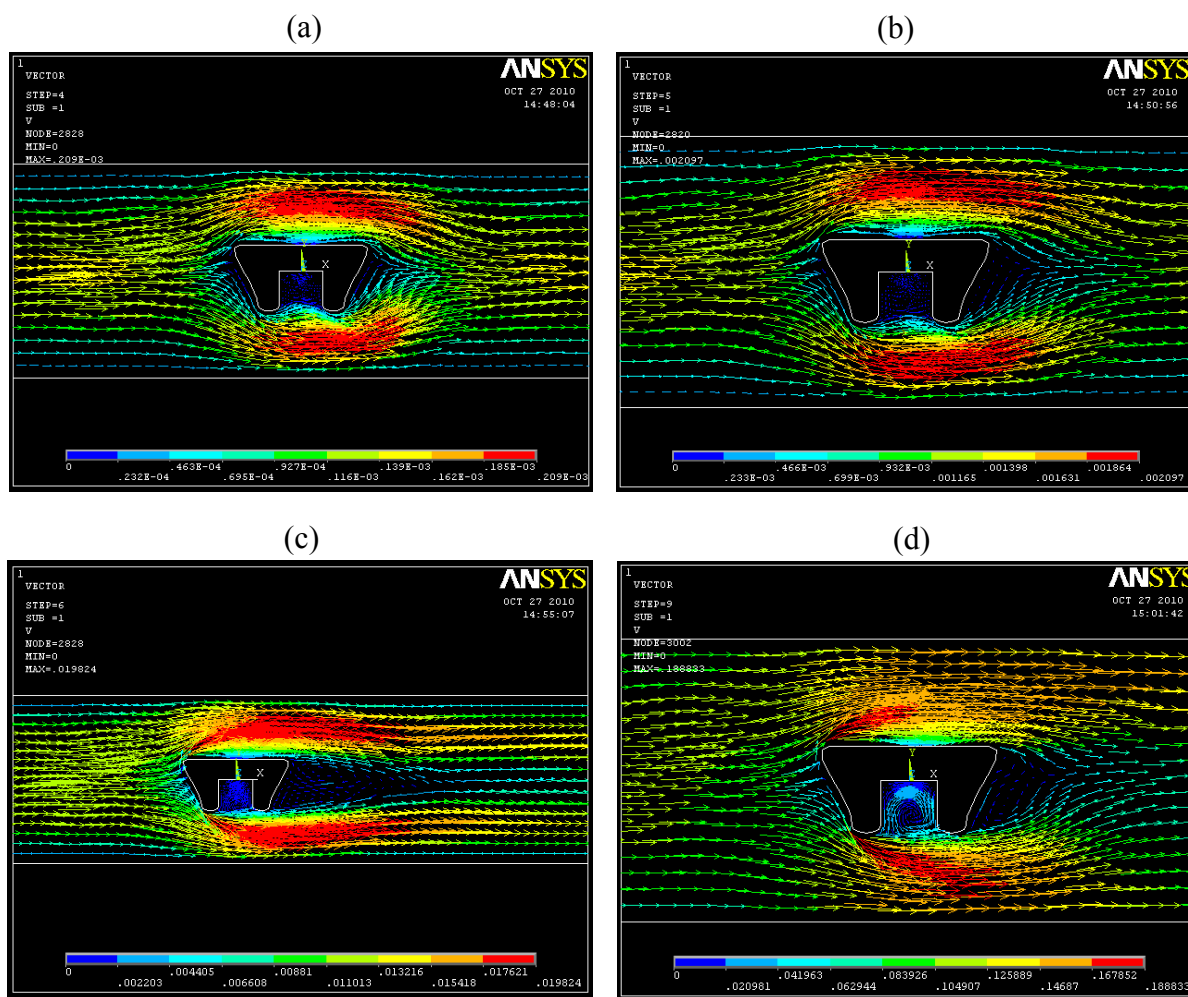 (a)
1
VECTOR
STEP=4
SUB =1
V
NODE=2828
MIN=0
MAX=.209E-03
ANSYS
OCT 27 2010
14:48:04
Y
X
0 .463E-04 .927E-04 .139E-03 .185E-03
.232E-04 .695E-04 .116E-03 .162E-03 .209E-03
(b)
1
VECTOR
STEP=5
SUB =1
V
NODE=2820
MIN=0
MAX=.002097
ANSYS
OCT 27 2010
14:50:56
Y
X
0 .466E-03 .932E-03 .001398 .001864
.233E-03 .699E-03 .001165 .001631 .002097
(c)
1
VECTOR
STEP=6
SUB =1
V
NODE=2828
MIN=0
MAX=.019824
ANSYS
OCT 27 2010
14:55:07
Y
X
0 .004405 .00881 .013216 .017621
.002203 .006608 .011013 .015418 .019824
(d)
1
VECTOR
STEP=9
SUB =1
V
NODE=3002
MIN=0
MAX=.188833
ANSYS
OCT 27 2010
15:01:42
Y
X
0 .041963 .083926 .125889 .167852
.020981 .062944 .104907 .14687 .188833